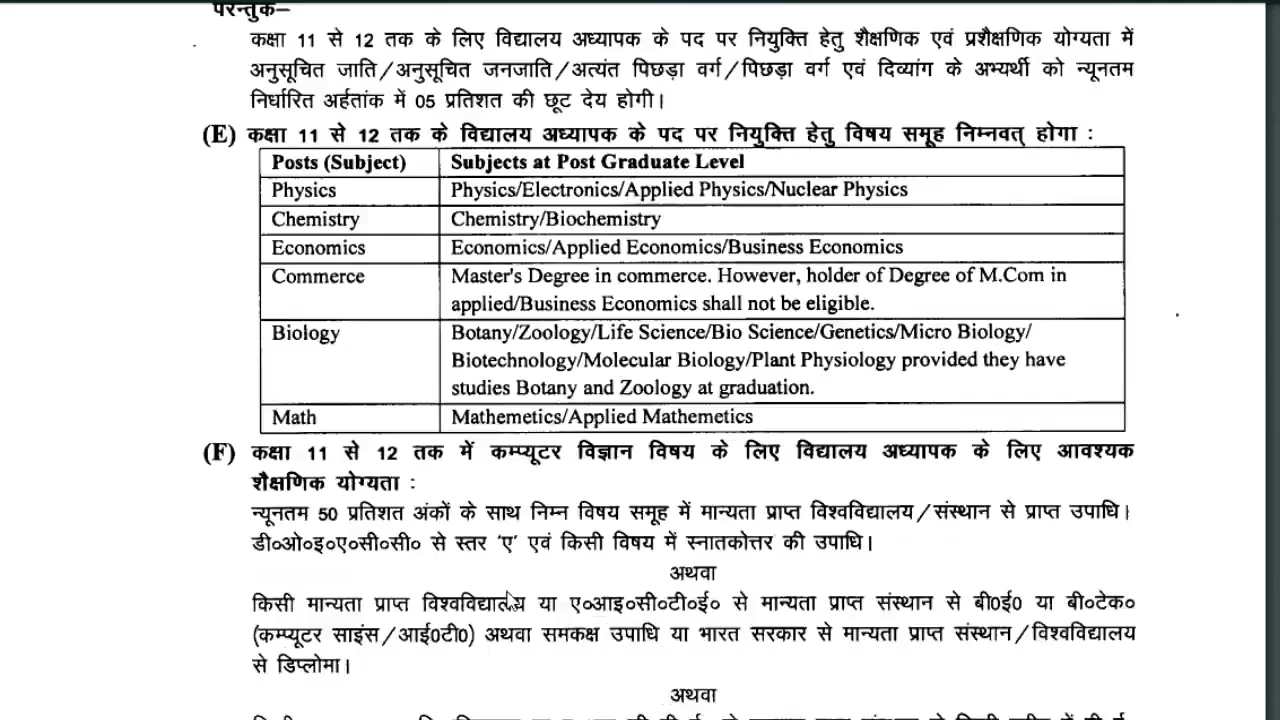 परन्तुक–
कक्षा 11 से 12 तक के लिए विद्यालय अध्यापक के पद पर नियुक्ति हेतु शैक्षणिक एवं प्रशैक्षणिक योग्यता में
अनुसूचित जाति/अनुसूचित जनजाति/अत्यंत पिछड़ा वर्ग/पिछड़ा वर्ग एवं दिव्यांग के अभ्यर्थी को न्यूनतम
निर्धारित अर्हतांक में 05 प्रतिशत की छूट देय होगी।
(E) कक्षा 11 से 12 तक के विद्यालय अध्यापक के पद पर नियुक्ति हेतु विषय समूह निम्नवत् होगा :
Posts (Subject) Subjects at Post Graduate Level
Physics Physics/Electronics/Applied Physics/Nuclear Physics
Chemistry Chemistry/Biochemistry
Economics Economics/Applied Economics/Business Economics
Commerce Master's Degree in commerce. However, holder of Degree of M.Com in
applied/Business Economics shall not be eligible.
Biology Botany/Zoology/Life Science/Bio Science/Genetics/Micro Biology/
Biotechnology/Molecular Biology/Plant Physiology provided they have
studies Botany and Zoology at graduation.
Math Mathemetics/Applied Mathemetics
(F) कक्षा 11 से 12 तक में कम्प्यूटर विज्ञान विषय के लिए विद्यालय अध्यापक के लिए आवश्यक
शैक्षणिक योग्यता :
न्यूनतम 50 प्रतिशत अंकों के साथ निम्न विषय समूह में मान्यता प्राप्त विश्वविद्यालय/संस्थान से प्राप्त उपाधि।
डी०ओ०इ०ए०सी०सी० से स्तर 'ए' एवं किसी विषय में स्नातकोत्तर की उपाधि।
अथवा
किसी मान्यता प्राप्त विश्वविद्यालय या ए०आइ०सी०टी०ई० से मान्यता प्राप्त संस्थान से बी0ई0 या बी०टेक०
(कम्प्यूटर साइंस/आई0टी0) अथवा समकक्ष उपाधि या भारत सरकार से मान्यता प्राप्त संस्थान/विश्वविद्यालय
से डिप्लोमा।
अथवा